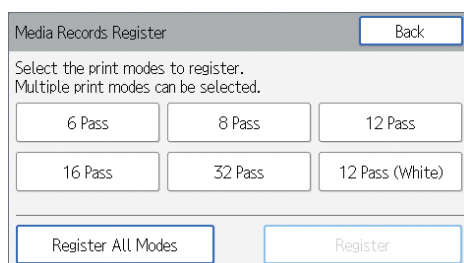 Media Records Register
Back
Select the print modes to register.
Multiple print modes can be selected.
6 Pass
8 Pass
12 Pass
16 Pass
32 Pass
12 Pass (White)
Register All Modes
Register